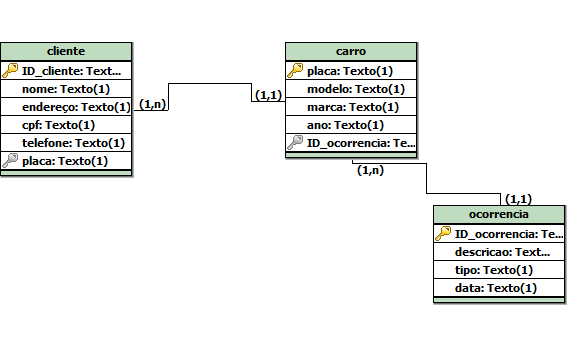 cliente
ID_cliente: Text...
nome: Texto(1)
endereço: Texto(1)
cpf: Texto(1)
telefone: Texto(1)
placa: Texto(1)
(1,n)
(1,1)
carro
placa: Texto(1)
modelo: Texto(1)
marca: Texto(1)
ano: Texto(1)
ID_ocorrencia: Te...
(1,n)
(1,1)
ocorrencia
ID_ocorrencia: Te...
descricao: Text...
tipo: Texto(1)
data: Texto(1)